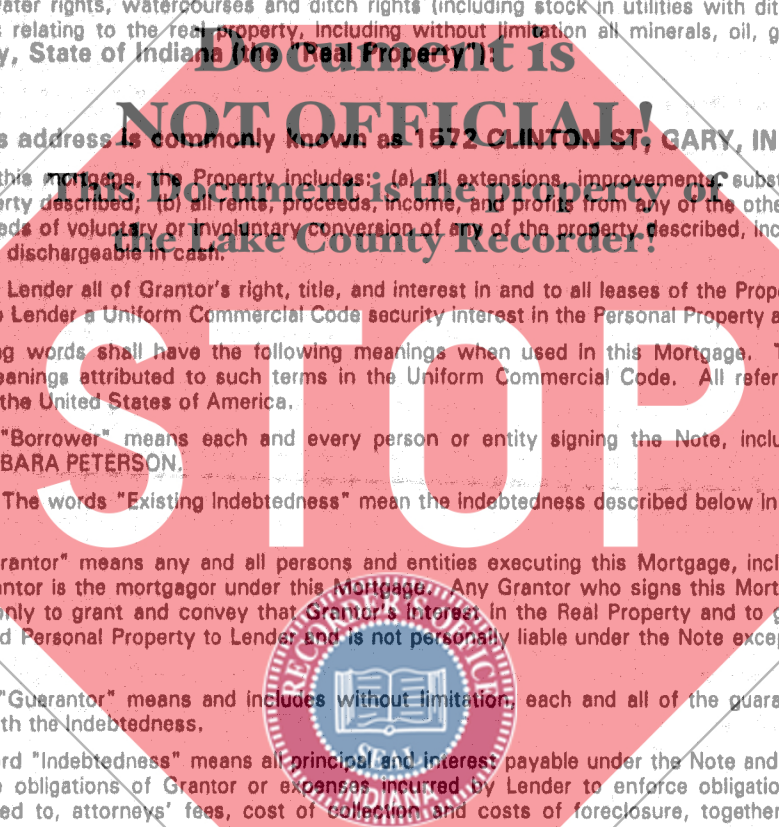 ater rights, watercourses and ditch rights (including stock in utilities with dit
s relating to the real property, including without limitation all minerals, oil, g
y, State of Indiana (the "Real Property"):
Document is
NOT OFFICIAL!
s address is commonly known as 1572 CLINTON ST, GARY, IN
This Document is the property of
the Lake County Recorder!
this mortgage, the Property includes: (a) all extensions, improvements, subst
rty described; (b) all rents, proceeds, income, and profits from any of the othe
eds of voluntary or involuntary conversion of any of the property described, inc
dischargeable in cash.
Lender all of Grantor's right, title, and interest in and to all leases of the Prop
o Lender a Uniform Commercial Code security interest in the Personal Property a
STOP
ng words shall have the following meanings when used in this Mortgage. T
eanings attributed to such terms in the Uniform Commercial Code. All refer
the United States of America.
"Borrower" means each and every person or entity signing the Note, inclu
BARA PETERSON.
The words "Existing Indebtedness" mean the indebtedness described below in
rantor" means any and all persons and entities executing this Mortgage, incl
antor is the mortgagor under this Mortgage. Any Grantor who signs this Mort
only to grant and convey that Grantor's interest in the Real Property and to g
d Personal Property to Lender and is not personally liable under the Note excep
"Guarantor" means and includes without limitation, each and all of the guara
th the Indebtedness.
rd "Indebtedness" means all principal and interest payable under the Note and
e obligations of Grantor or expenses incurred by Lender to enforce obligatio
ed to, attorneys' fees, cost of collection and costs of foreclosure, together
SEAL
INDIANA